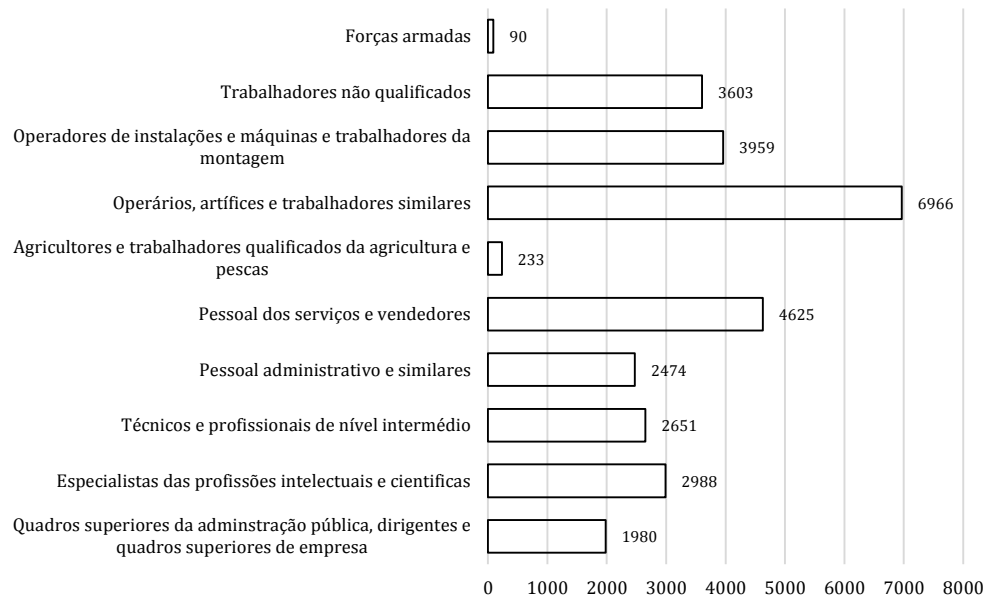 Forças armadas
90
Trabalhadores não qualificados
3603
Operadores de instalações e máquinas e trabalhadores da
montagem
3959
Operários, artífices e trabalhadores similares
6966
Agricultores e trabalhadores qualificados da agricultura e
pescas
233
Pessoal dos serviços e vendedores
4625
Pessoal administrativo e similares
2474
Técnicos e profissionais de nível intermédio
2651
Especialistas das profissões intelectuais e cientificas
2988
Quadros superiores da adminstração pública, dirigentes e
quadros superiores de empresa
1980
0 1000 2000 3000 4000 5000 6000 7000 8000